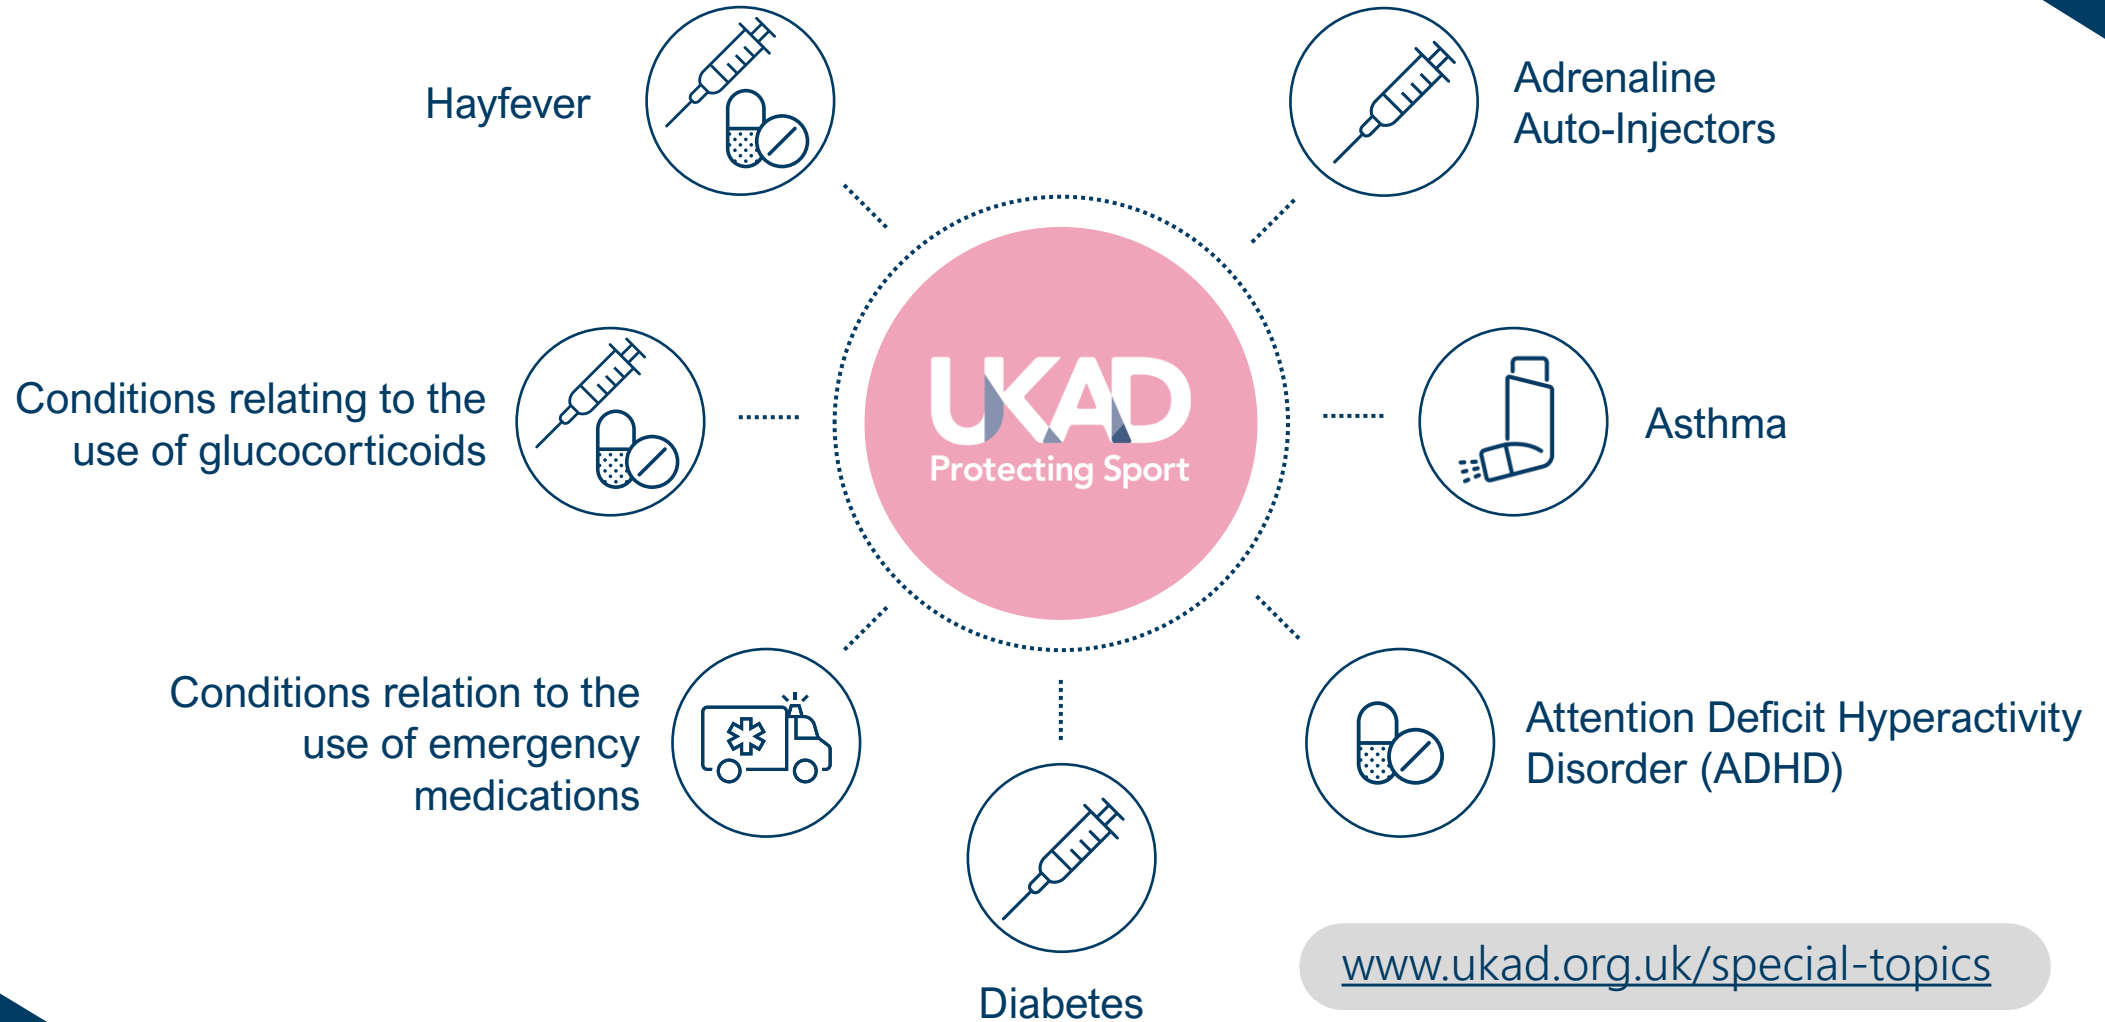 Hayfever
Adrenaline
Auto-Injectors
UKAD
Protecting Sport
Conditions relating to the
use of glucocorticoids
Asthma
Conditions relation to the
use of emergency
medications
Attention Deficit Hyperactivity
Disorder (ADHD)
Diabetes
www.ukad.org.uk/special-topics